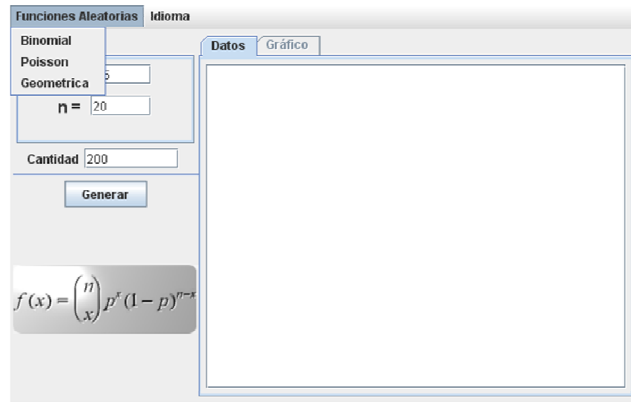 Funciones Aleatorias Idioma
Binomial
Poisson
Geometrica
Datos Gráfico
n = 20
Cantidad 200
Generar
f(x) = (n x) p^x (1 − p)^{n−x}